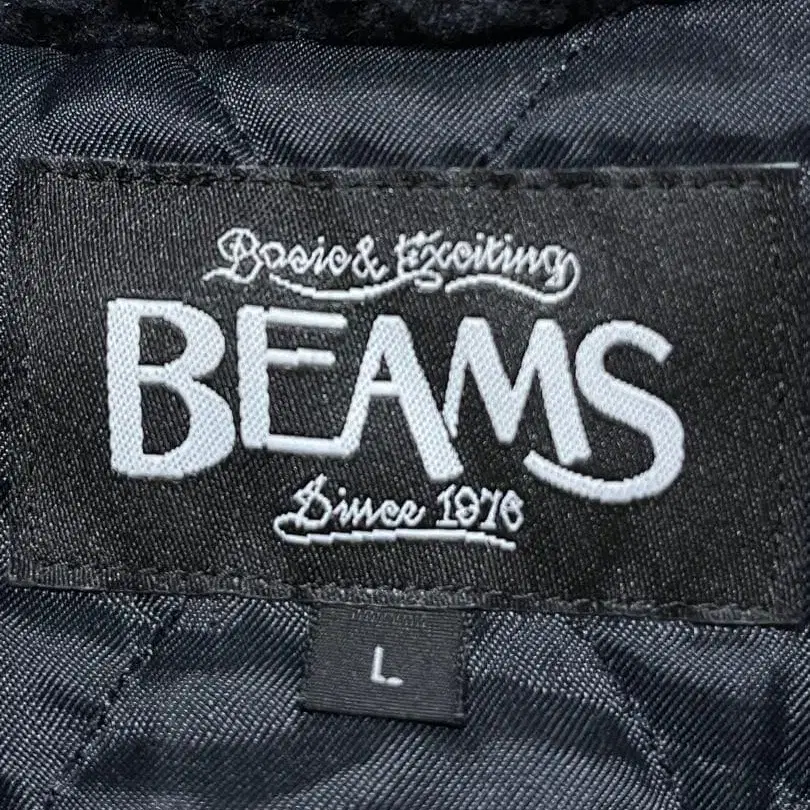 Basic & Exciting
BEAMS
Since 1976
L